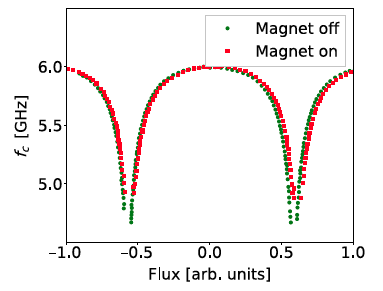 Magnet off
Magnet on
6.0
5.5
5.0
f_c [GHz]
−1.0 −0.5 0.0 0.5 1.0
Flux [arb. units]